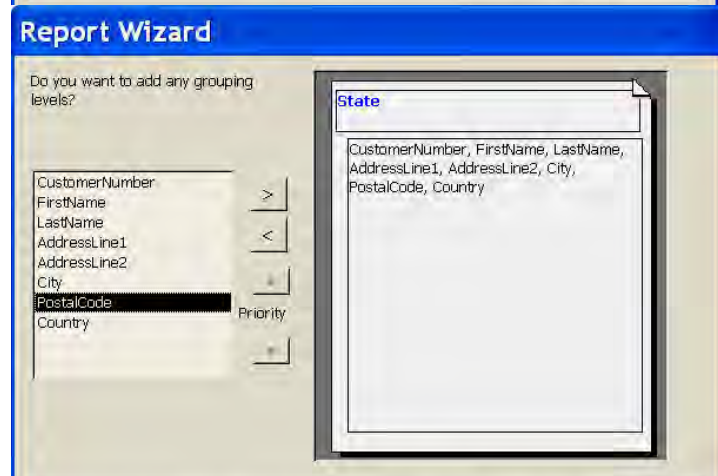 Report Wizard
Do you want to add any grouping
levels?
CustomerNumber
FirstName
LastName
AddressLine1
AddressLine2
City
PostalCode
Country
>
<
Priority
State
CustomerNumber, FirstName, LastName,
AddressLine1, AddressLine2, City,
PostalCode, Country